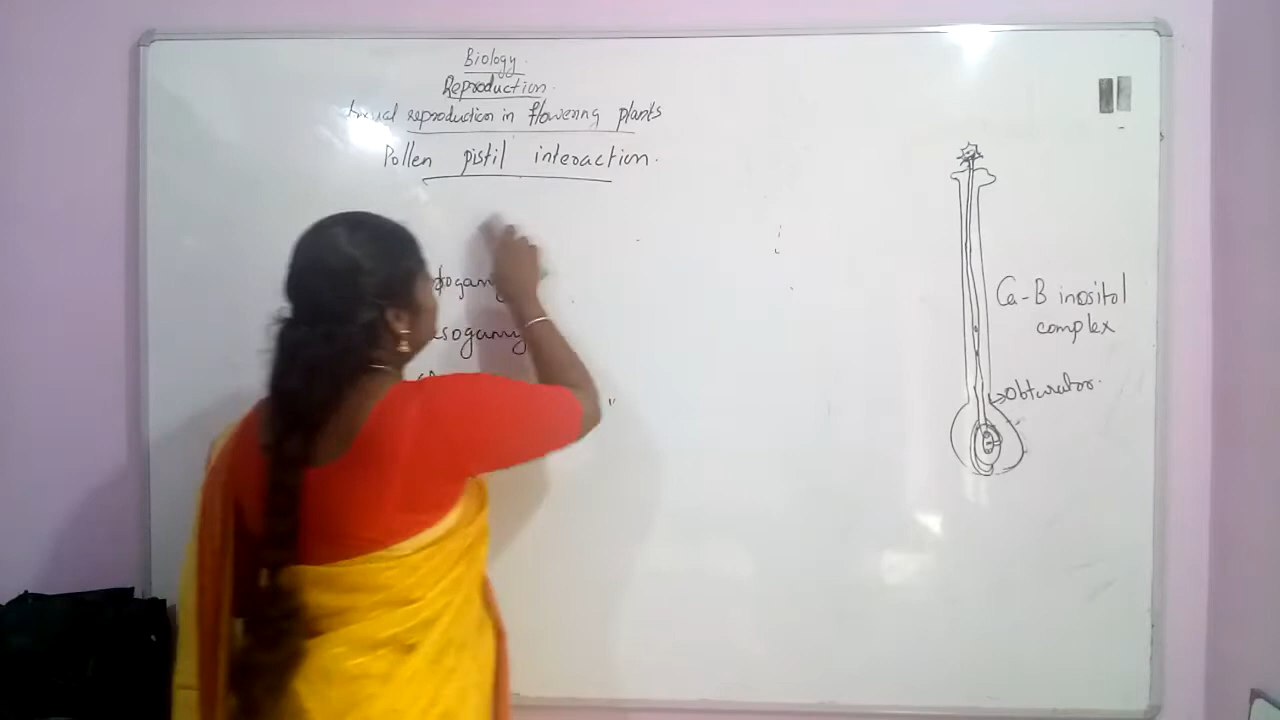 Biology.
Reproduction.
reproduction in flowering plants
Pollen pistil interaction.
Ca-B inositol
complex
Obturator.